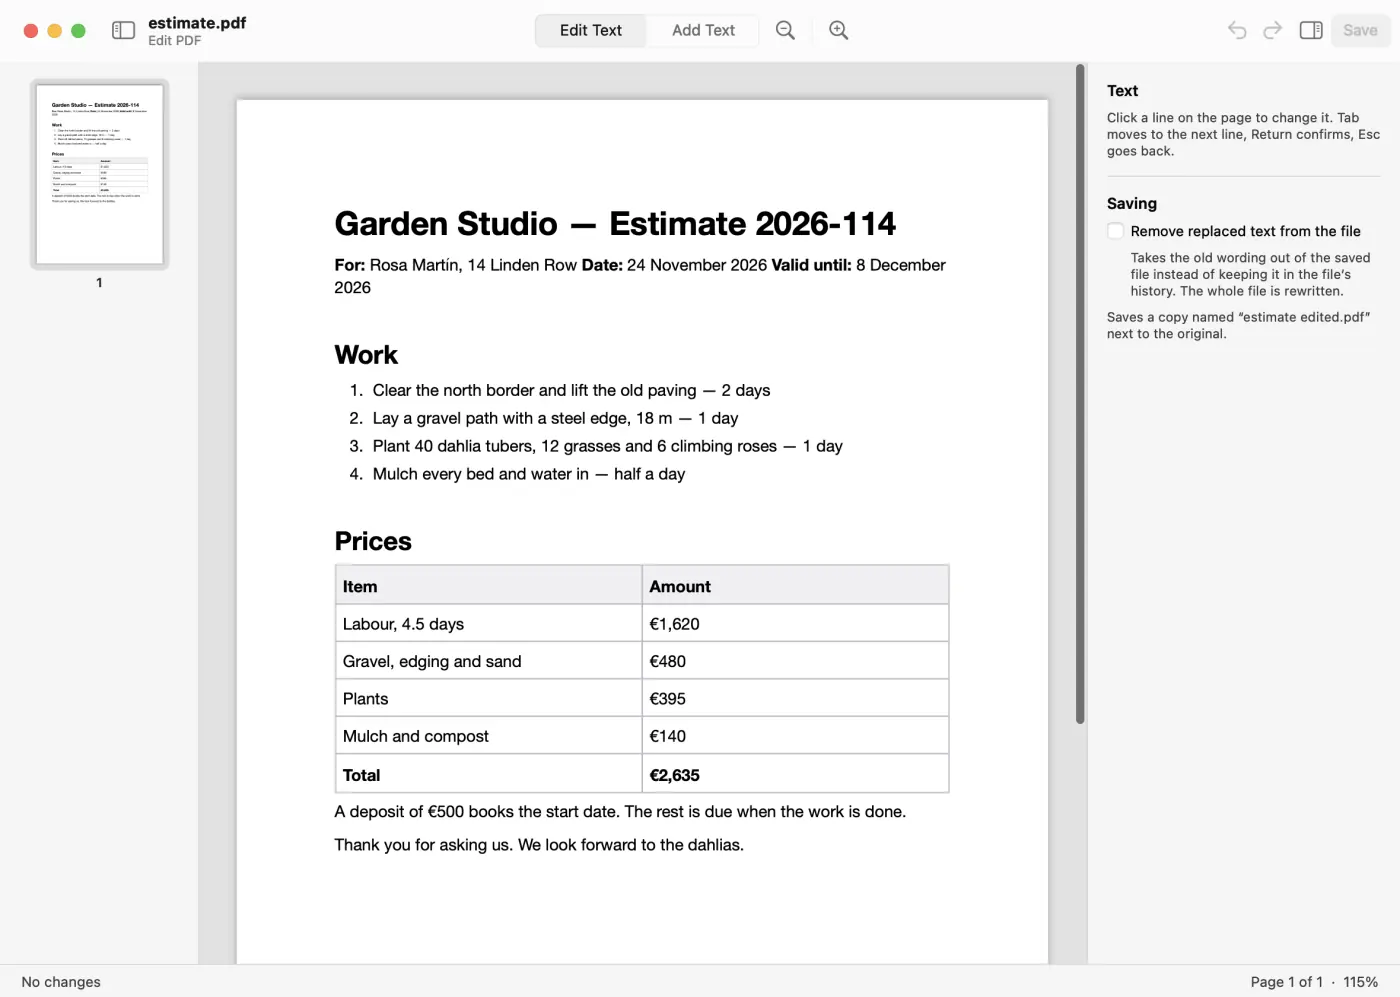 estimate.pdf
Edit PDF
Edit Text
Add Text
Save
1
Garden Studio — Estimate 2026-114
For: Rosa Martín, 14 Linden Row Date: 24 November 2026 Valid until: 8 December
2026
Work
1. Clear the north border and lift the old paving — 2 days
2. Lay a gravel path with a steel edge, 18 m — 1 day
3. Plant 40 dahlia tubers, 12 grasses and 6 climbing roses — 1 day
4. Mulch every bed and water in — half a day
Prices
Item Amount
Labour, 4.5 days €1,620
Gravel, edging and sand €480
Plants €395
Mulch and compost €140
Total €2,635
A deposit of €500 books the start date. The rest is due when the work is done.
Thank you for asking us. We look forward to the dahlias.
Text
Click a line on the page to change it. Tab
moves to the next line, Return confirms, Esc
goes back.
Saving
Remove replaced text from the file
Takes the old wording out of the saved
file instead of keeping it in the file’s
history. The whole file is rewritten.
Saves a copy named “estimate edited.pdf”
next to the original.
No changes
Page 1 of 1 · 115%